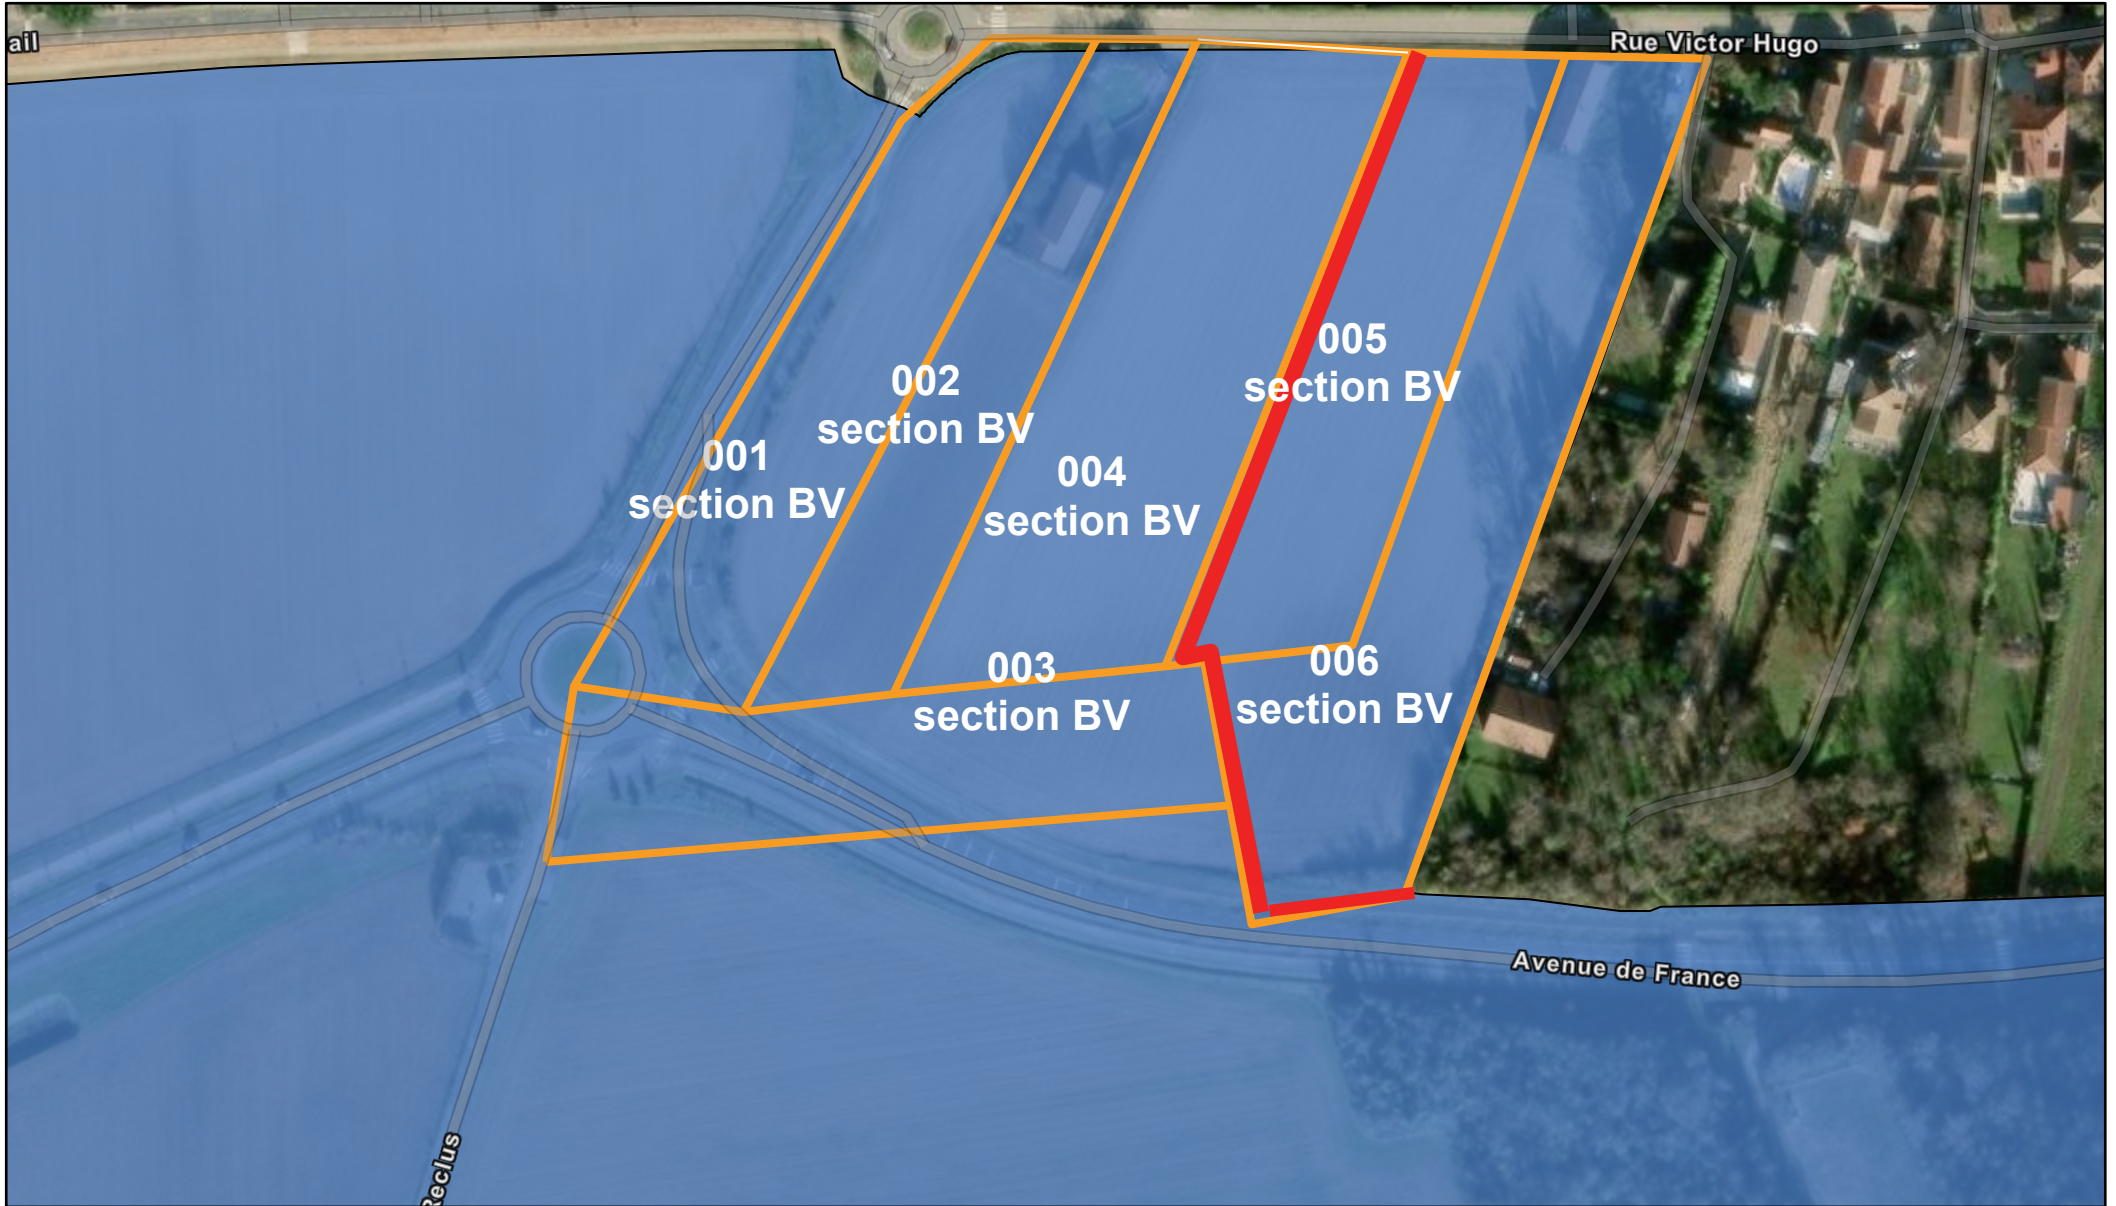 ail
Rue Victor Hugo
005
section BV
002
section BV
001
section BV
004
section BV
003
section BV
006
section BV
Avenue de France
Reclus